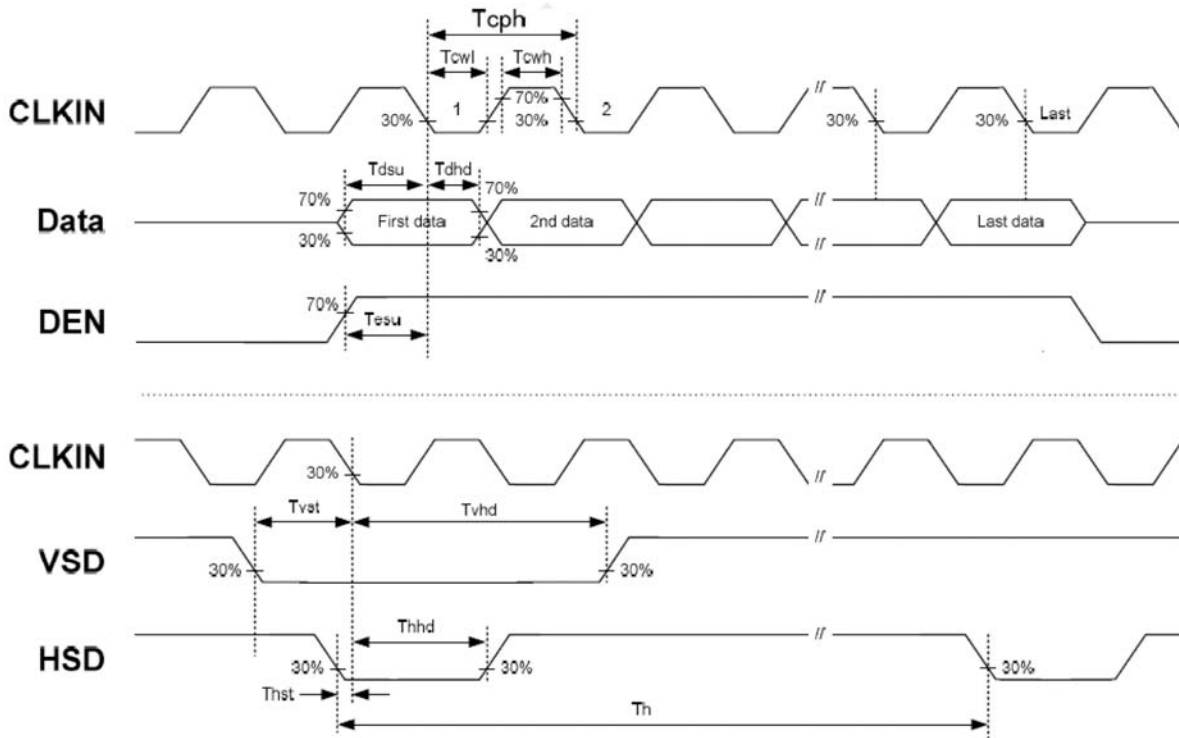 Tcph
Tcwl Tcwh
CLKIN 30% 1 70% 30% 2 // 30% 30% Last
Tdsu Tdhd
70% 70%
Data First data 2nd data // Last data
30% 30%
DEN 70% //
Tesu
CLKIN 30% //
Tvst Tvhd
VSD 30% 30% //
Thhd
HSD 30% 30% // 30%
Thst
Th